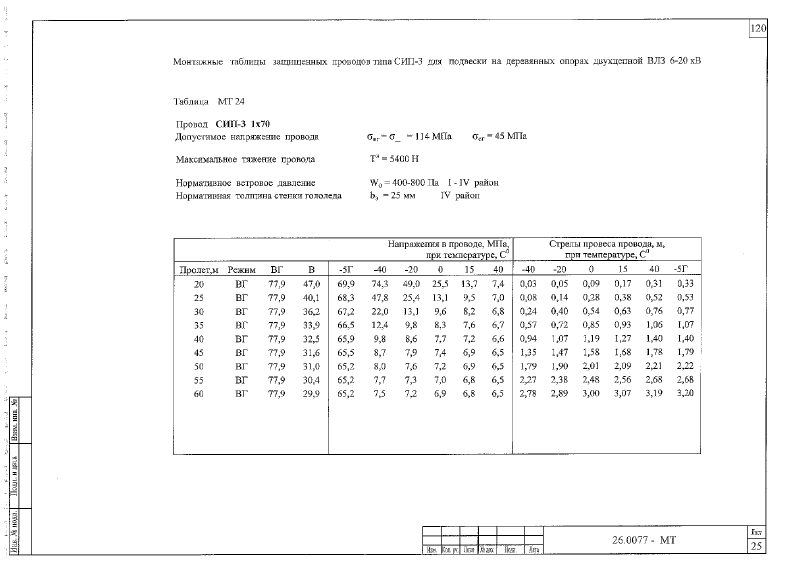 120
Монтажные таблицы защищенных проводов типа СИП-3 для подвески на деревянных опорах двухцепной ВЛЗ 6-20 кВ
Таблица МТ 24
Провод СИП-3 1х70
Допустимое напряжение провода σвг = σ_ = 114 МПа σсг = 45 МПа
Максимальное тяжение провода Tн = 5400 Н
Нормативное ветровое давление W0 = 400-800 Па I - IV район
Нормативная толщина стенки гололеда bэ = 25 мм IV район
Напряжения в проводе, МПа, Стрелы провеса провода, м,
при температуре, С0 при температуре, С0
Пролет,м Режим ВГ В -5Г -40 -20 0 15 40 -40 -20 0 15 40 -5Г
20 ВГ 77,9 47,0 69,9 74,3 49,0 25,5 13,7 7,4 0,03 0,05 0,09 0,17 0,31 0,33
25 ВГ 77,9 40,1 68,3 47,8 25,4 13,1 9,5 7,0 0,08 0,14 0,28 0,38 0,52 0,53
30 ВГ 77,9 36,2 67,2 22,0 13,1 9,6 8,2 6,8 0,24 0,40 0,54 0,63 0,76 0,77
35 ВГ 77,9 33,9 66,5 12,4 9,8 8,3 7,6 6,7 0,57 0,72 0,85 0,93 1,06 1,07
40 ВГ 77,9 32,5 65,9 9,8 8,6 7,7 7,2 6,6 0,94 1,07 1,19 1,27 1,40 1,40
45 ВГ 77,9 31,6 65,5 8,7 7,9 7,4 6,9 6,5 1,35 1,47 1,58 1,68 1,78 1,79
50 ВГ 77,9 31,0 65,2 8,0 7,6 7,2 6,9 6,5 1,79 1,90 2,01 2,09 2,21 2,22
55 ВГ 77,9 30,4 65,2 7,7 7,3 7,0 6,8 6,5 2,27 2,38 2,48 2,56 2,68 2,68
60 ВГ 77,9 29,9 65,2 7,5 7,2 6,9 6,8 6,5 2,78 2,89 3,00 3,07 3,19 3,20
Взам. инв. №
Подп. и дата
Инв. № подл.
Изм. Кол. уч. Лист № док. Подп. Дата
26.0077 - МТ
Лист
25